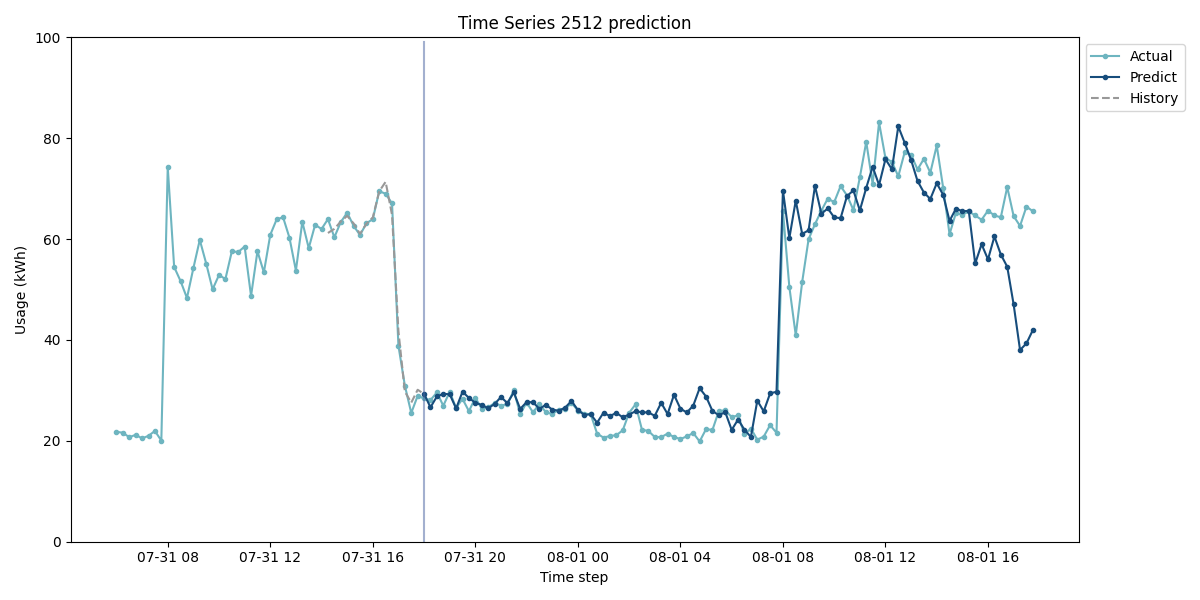 Time Series 2512 prediction
100
80
60
40
20
0
Usage (kWh)
07-31 08
07-31 12
07-31 16
07-31 20
08-01 00
08-01 04
08-01 08
08-01 12
08-01 16
Time step
Actual
Predict
History